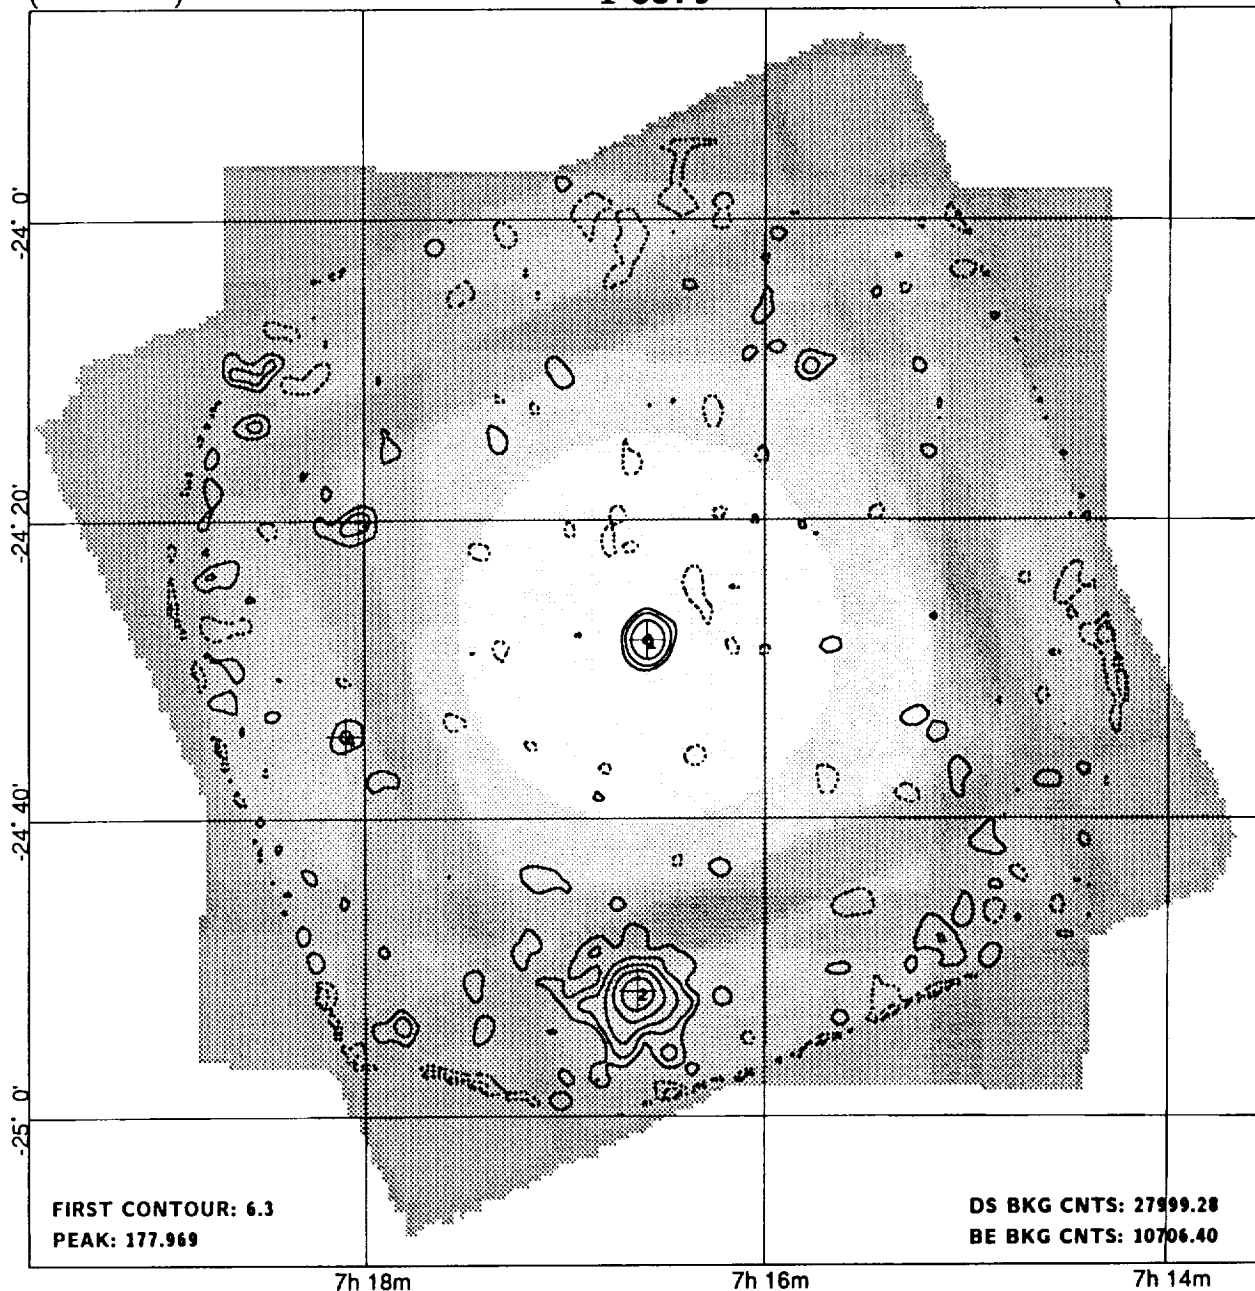 -24° 0'
-24° 20'
-24° 40'
-25° 0'
FIRST CONTOUR: 6.3
PEAK: 177.969
DS BKG CNTS: 27999.28
BE BKG CNTS: 10706.40
7h 18m
7h 16m
7h 14m